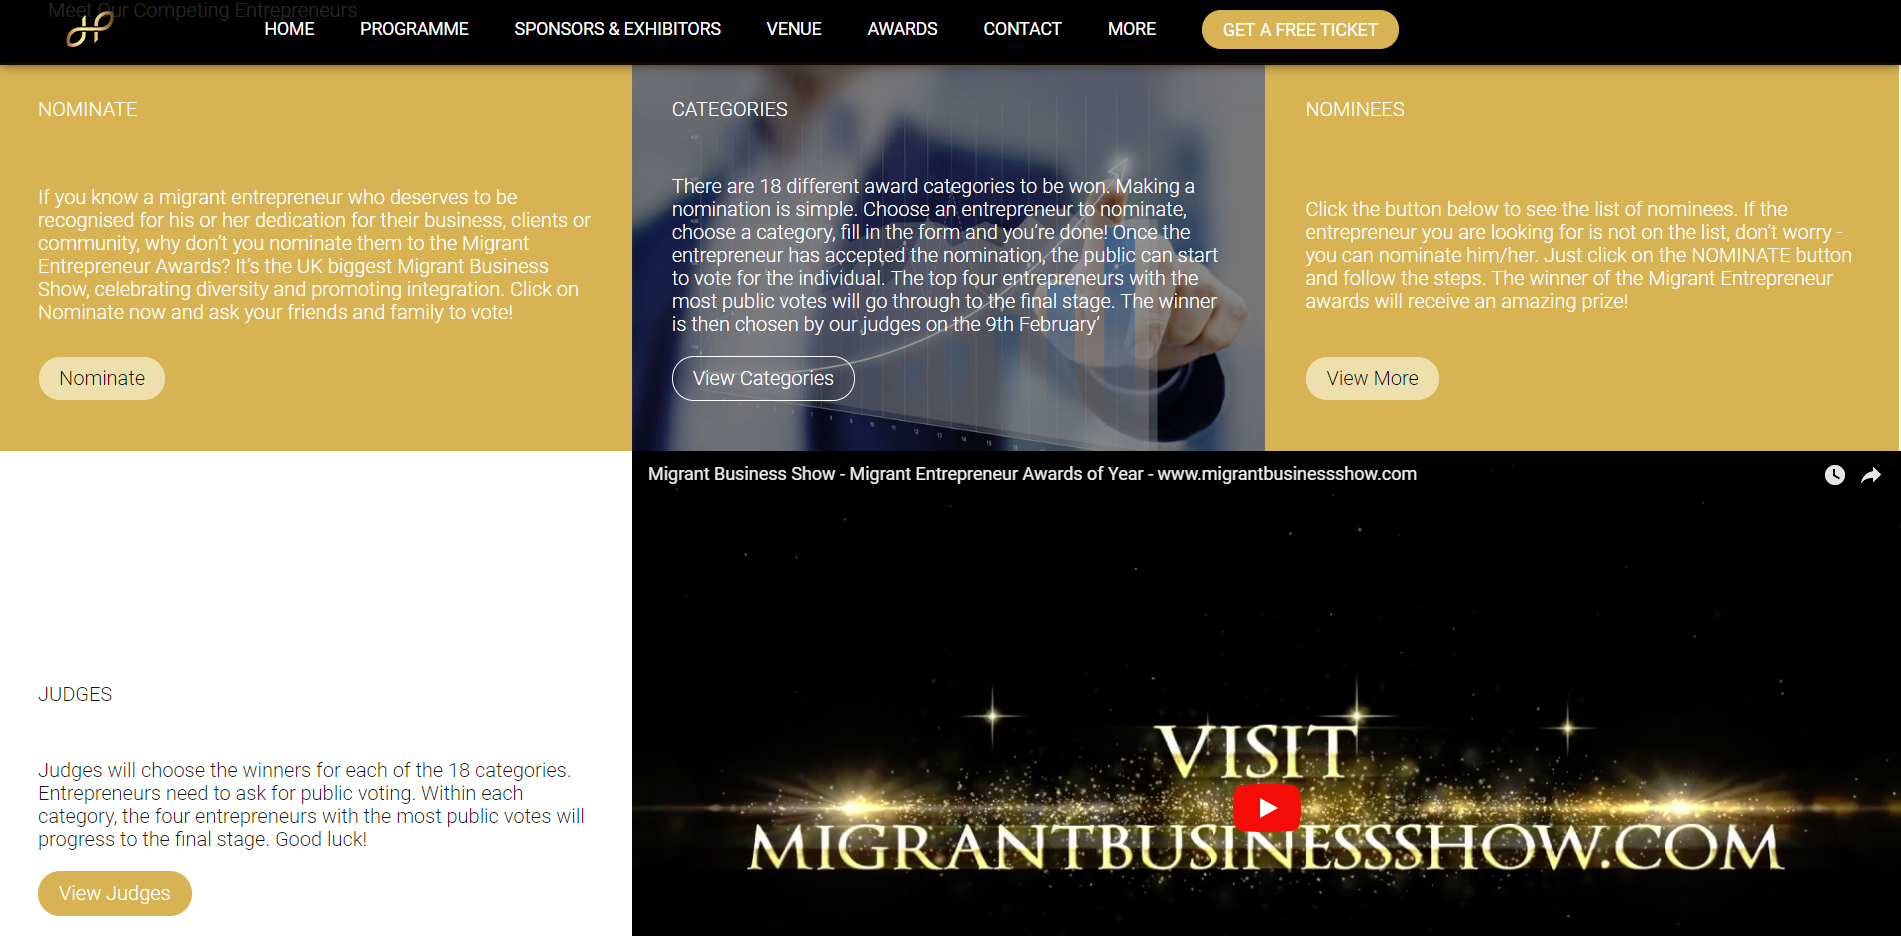 Meet Our Competing Entrepreneurs
HOME PROGRAMME SPONSORS & EXHIBITORS VENUE AWARDS CONTACT MORE GET A FREE TICKET
NOMINATE
If you know a migrant entrepreneur who deserves to be
recognised for his or her dedication for their business, clients or
community, why don’t you nominate them to the Migrant
Entrepreneur Awards? It’s the UK biggest Migrant Business
Show, celebrating diversity and promoting integration. Click on
Nominate now and ask your friends and family to vote!
Nominate
CATEGORIES
There are 18 different award categories to be won. Making a
nomination is simple. Choose an entrepreneur to nominate,
choose a category, fill in the form and you’re done! Once the
entrepreneur has accepted the nomination, the public can start
to vote for the individual. The top four entrepreneurs with the
most public votes will go through to the final stage. The winner
is then chosen by our judges on the 9th February’
View Categories
NOMINEES
Click the button below to see the list of nominees. If the
entrepreneur you are looking for is not on the list, don’t worry -
you can nominate him/her. Just click on the NOMINATE button
and follow the steps. The winner of the Migrant Entrepreneur
awards will receive an amazing prize!
View More
JUDGES
Judges will choose the winners for each of the 18 categories.
Entrepreneurs need to ask for public voting. Within each
category, the four entrepreneurs with the most public votes will
progress to the final stage. Good luck!
View Judges
Migrant Business Show - Migrant Entrepreneur Awards of Year - www.migrantbusinessshow.com
VISIT
MIGRANTBUSINESSSHOW.COM